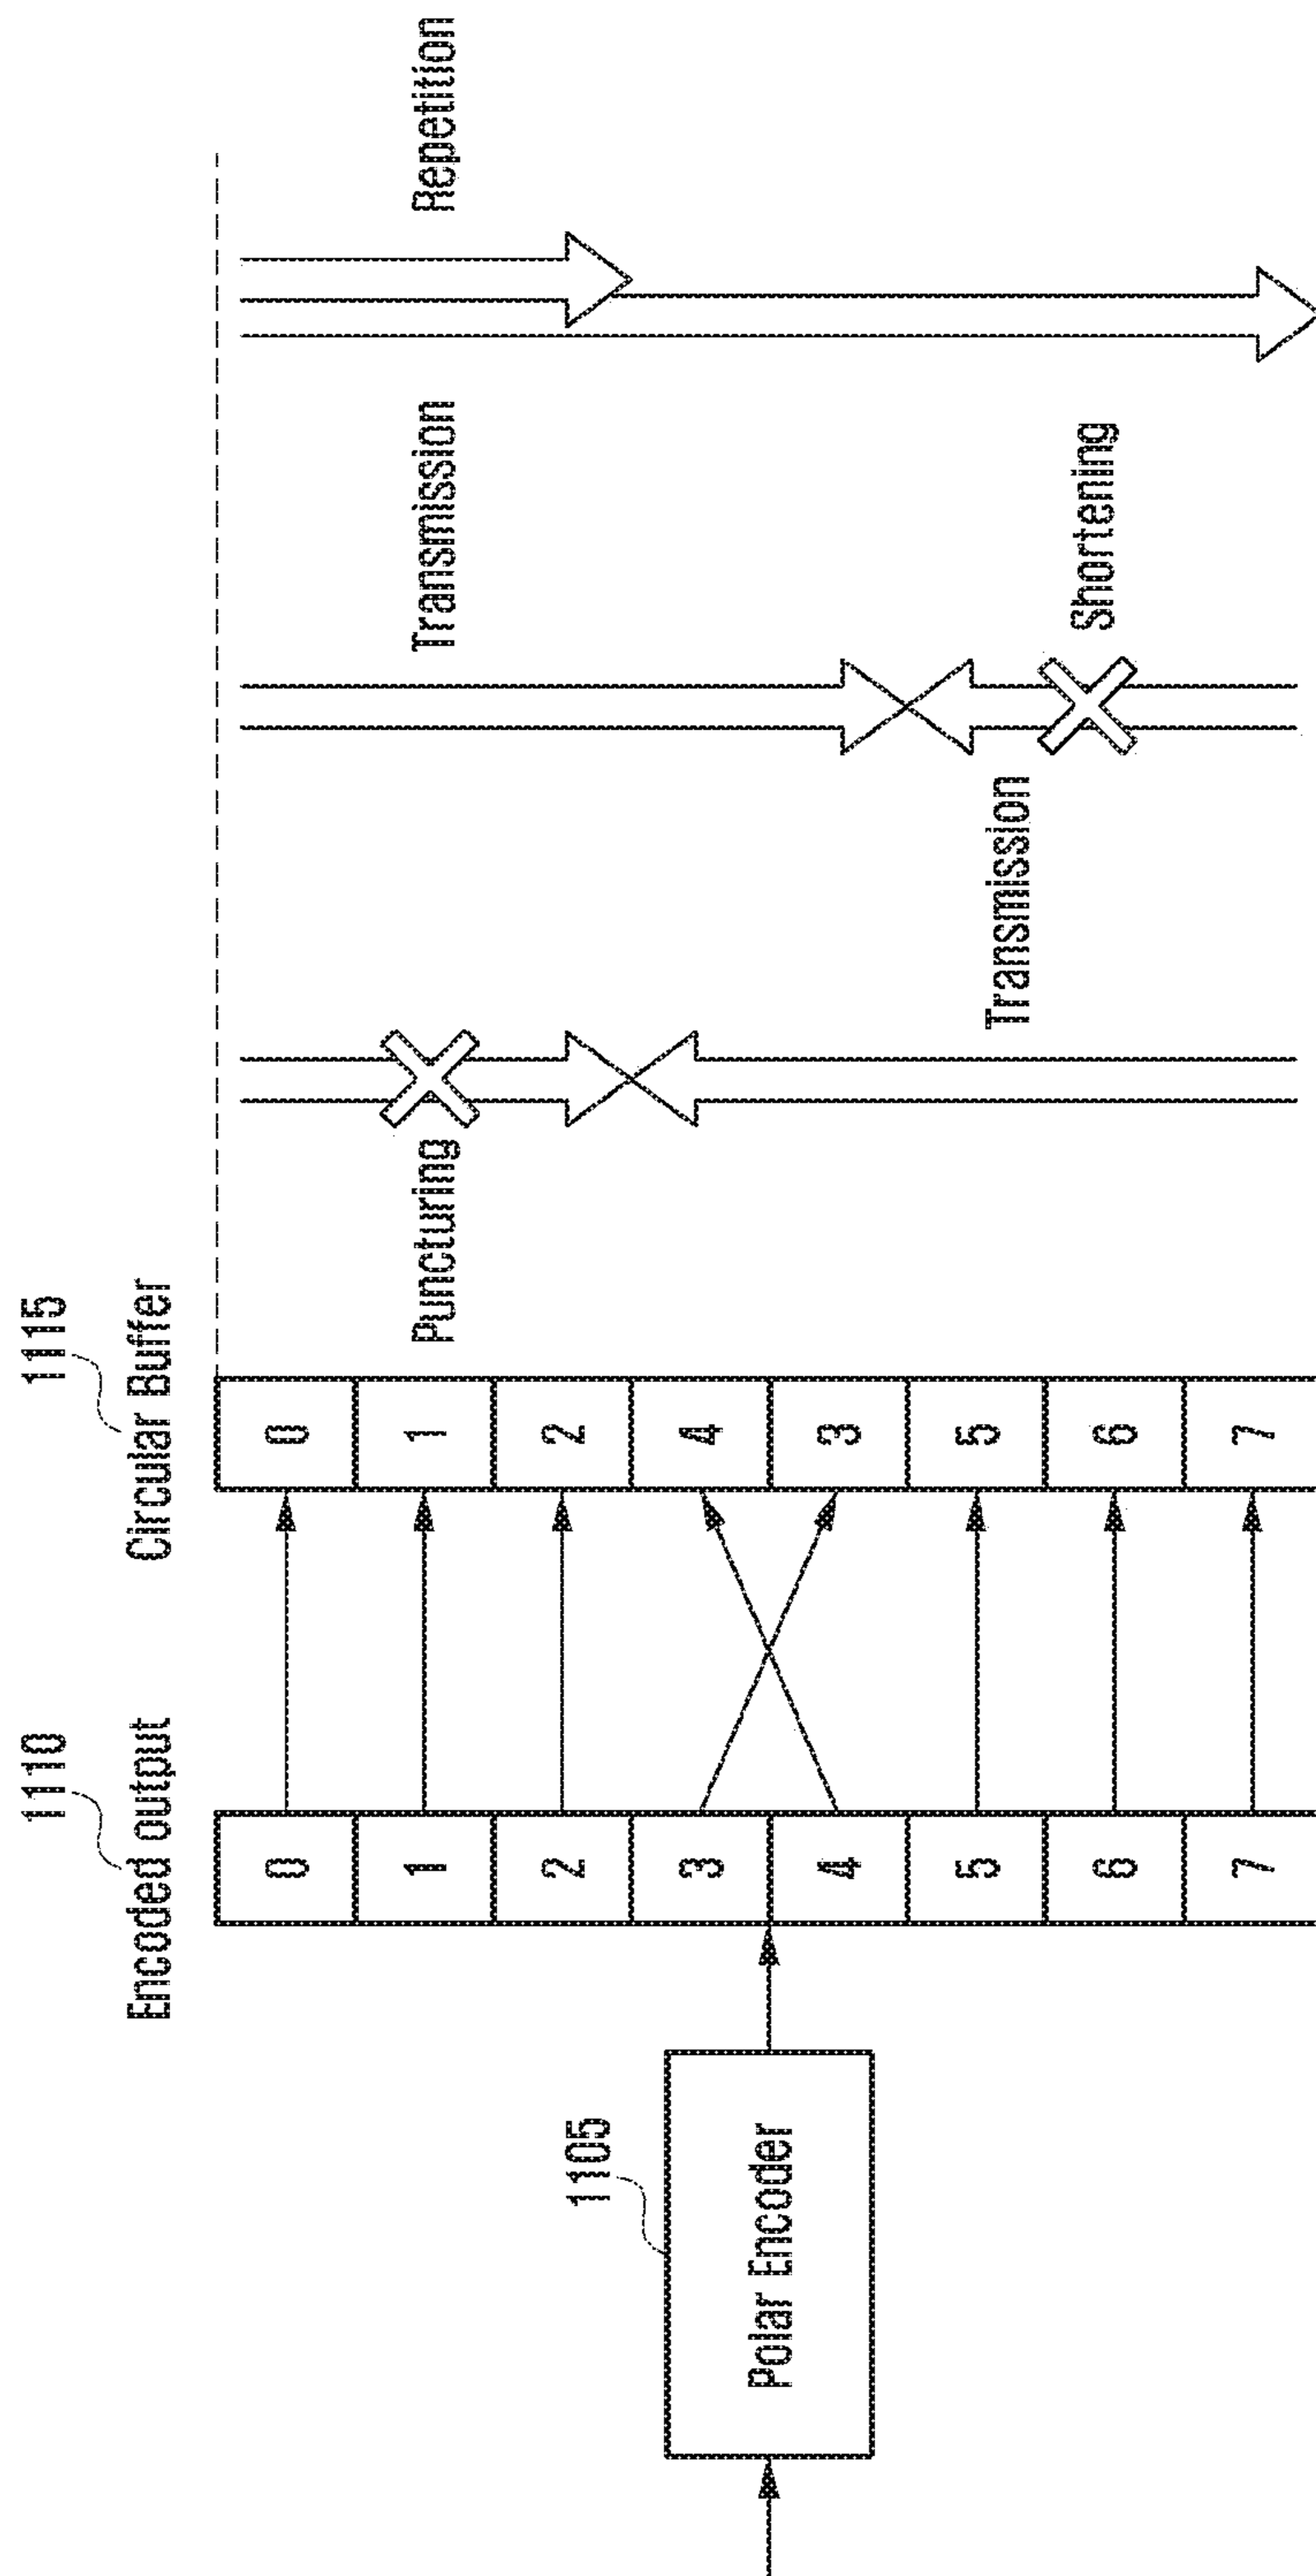 1105
Polar Encoder
1110
Encoded output
0
1
2
3
4
5
6
7
1115
Circular Buffer
0
1
2
4
3
5
6
7
Puncturing
Transmission
Transmission
Shortening
Repetition